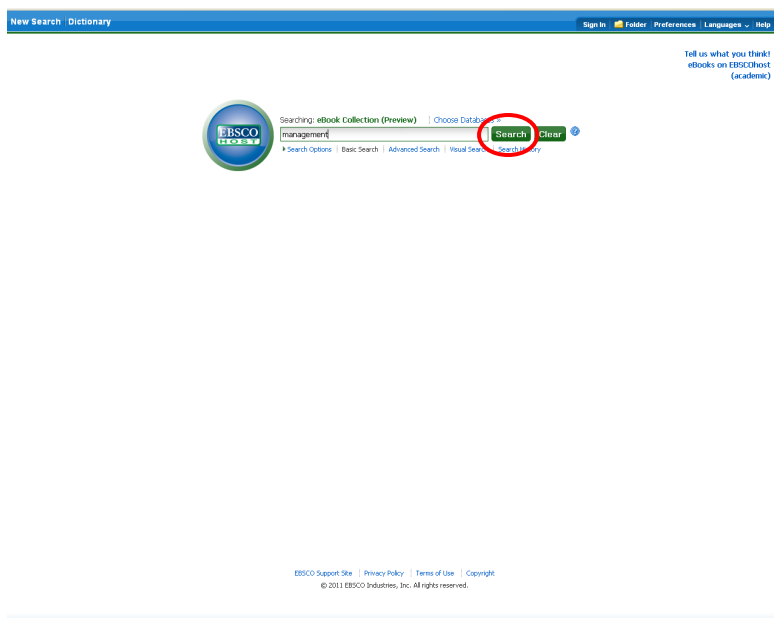 New Search Dictionary
Sign In Folder Preferences Languages Help
Tell us what you think!
eBooks on EBSCOhost
(academic)
Searching: eBook Collection (Preview) Choose Databases »
EBSCO
HOST
management Search Clear ?
Search Options Basic Search Advanced Search Visual Search Search History
EBSCO Support Site Privacy Policy Terms of Use Copyright
© 2011 EBSCO Industries, Inc. All rights reserved.